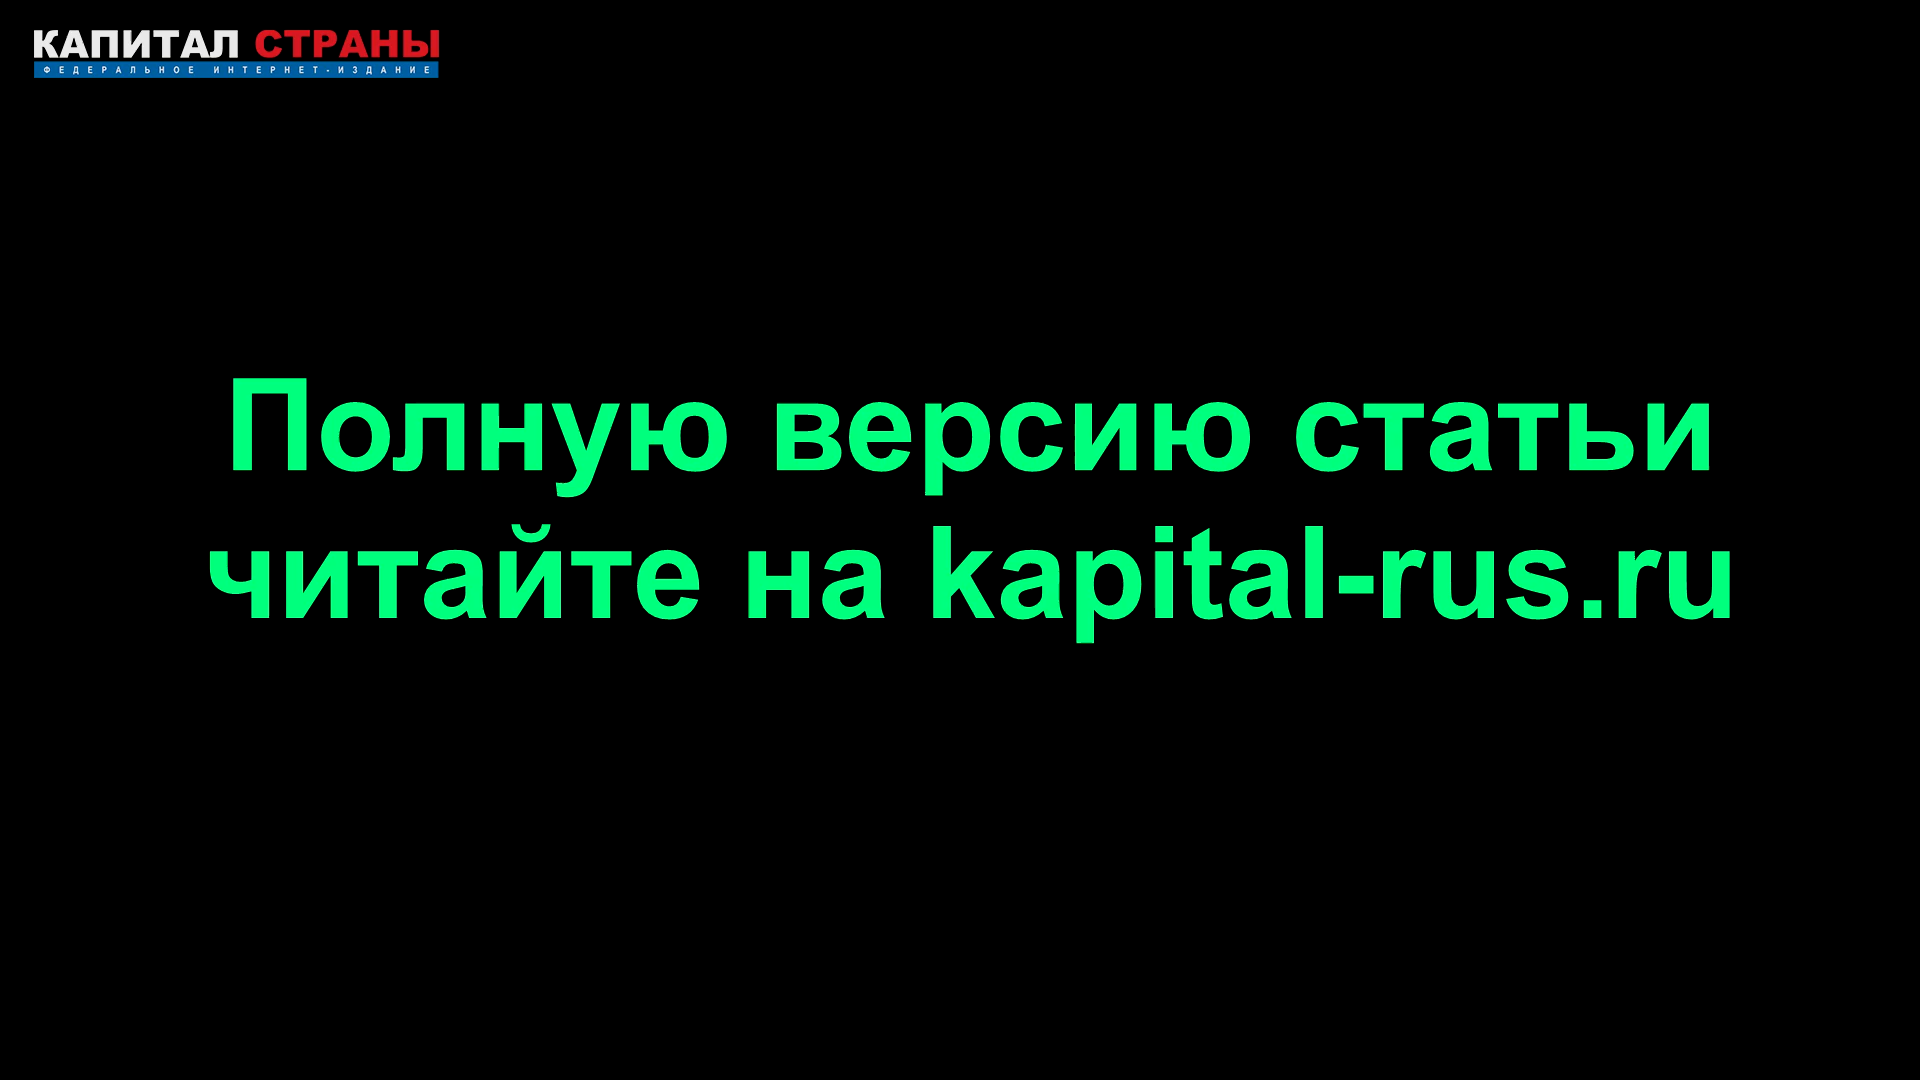 КАПИТАЛ СТРАНЫ
ФЕДЕРАЛЬНОЕ ИНТЕРНЕТ-ИЗДАНИЕ
Полную версию статьи
читайте на kapital-rus.ru